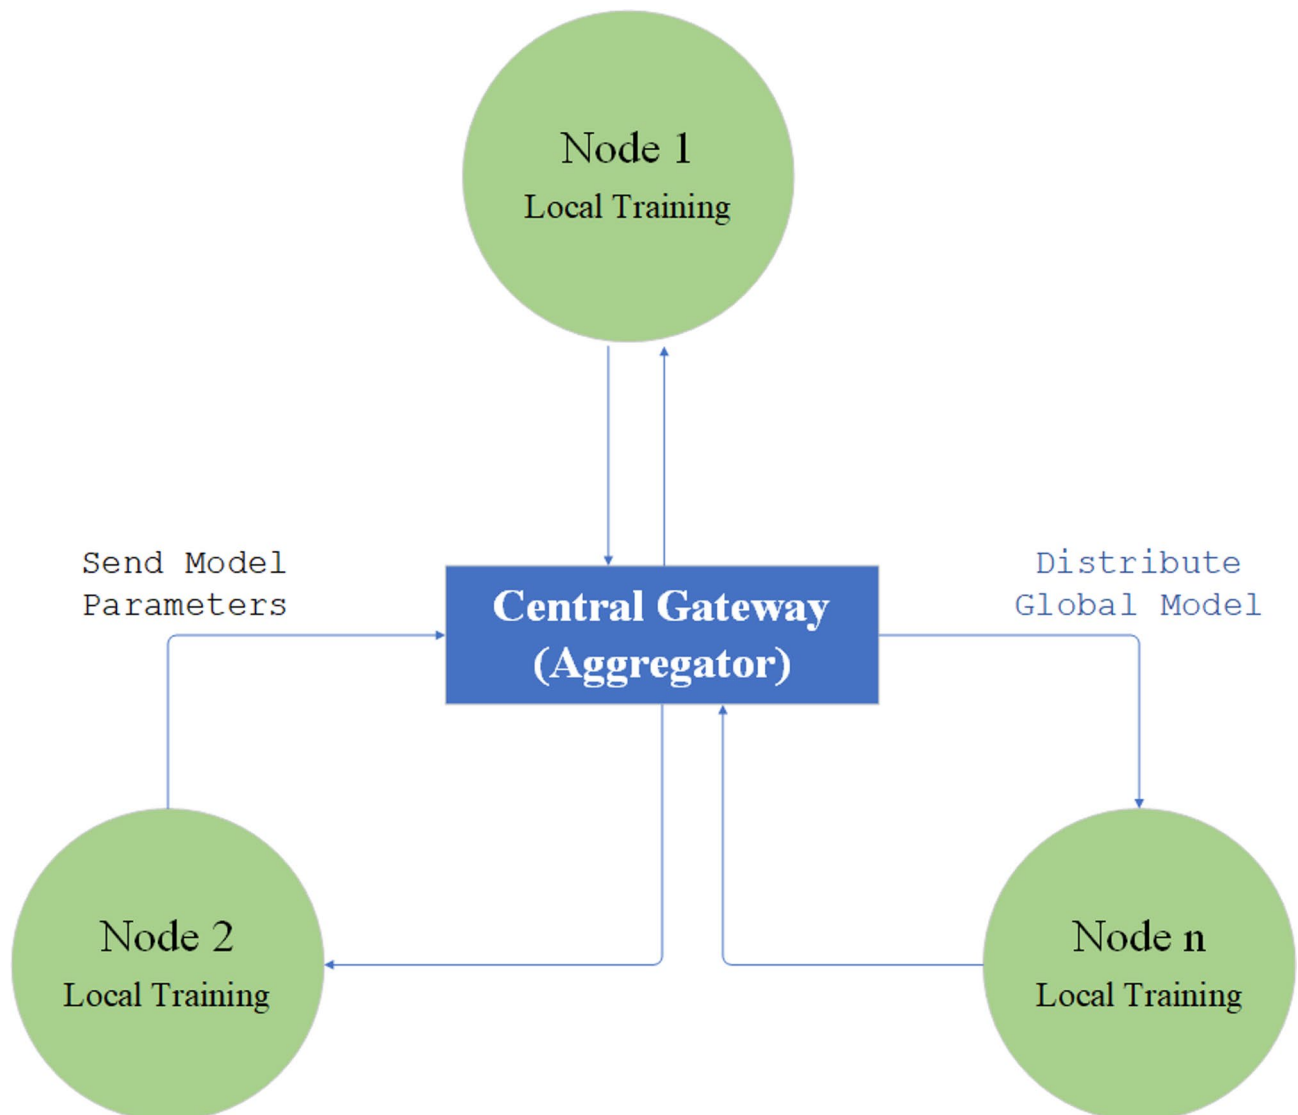 Node 1
Local Training
Send Model
Parameters
Central Gateway
(Aggregator)
Distribute
Global Model
Node 2
Local Training
Node n
Local Training